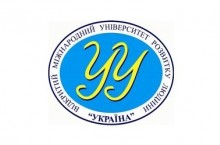 ВІДКРИТИЙ МІЖНАРОДНИЙ УНІВЕРСИТЕТ РОЗВИТКУ ЛЮДИНИ
УУ
"УКРАЇНА"